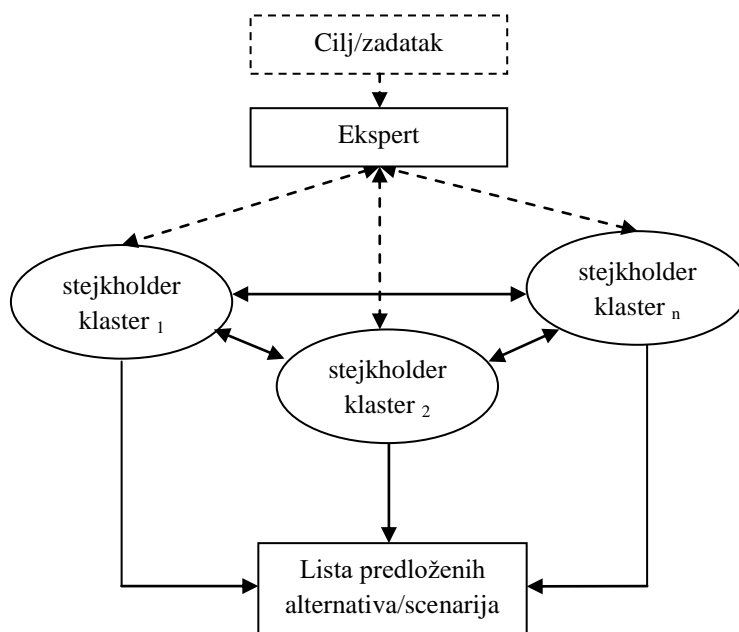 Cilj/zadatak
Ekspert
stejkholder
klaster 1
stejkholder
klaster n
stejkholder
klaster 2
Lista predloženih
alternativa/scenarija